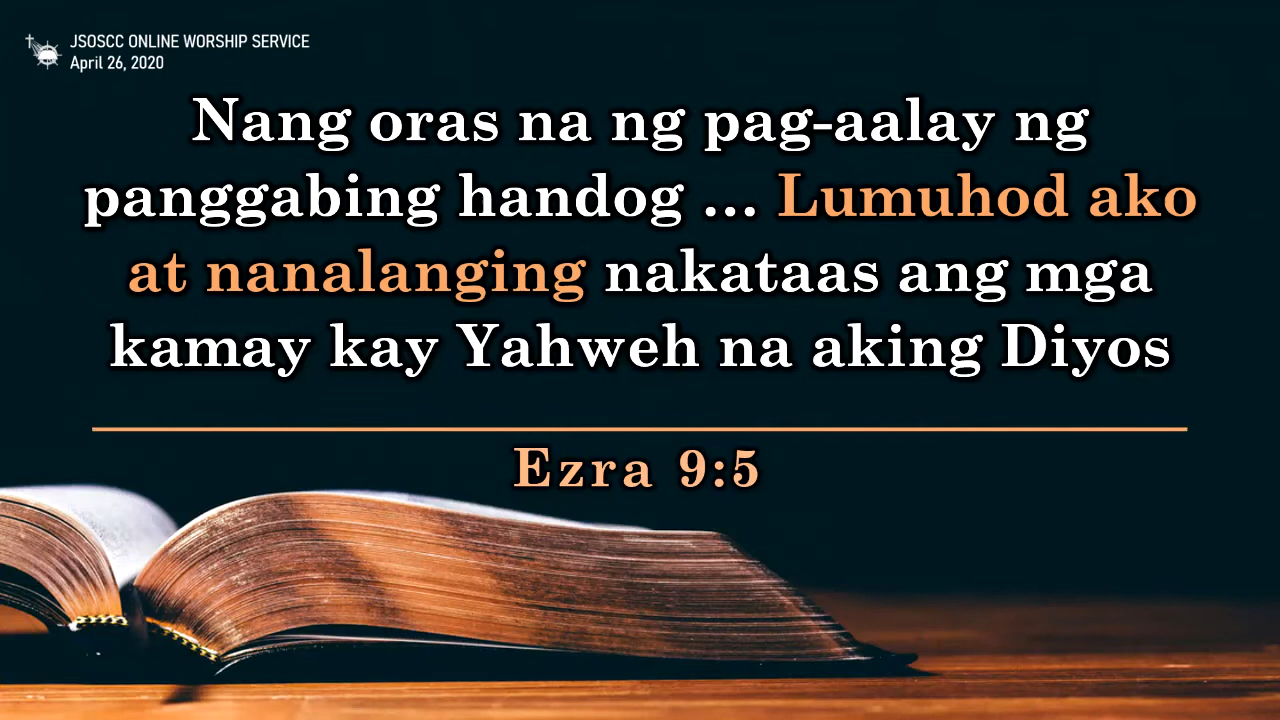 JSOSCC ONLINE WORSHIP SERVICE
April 26, 2020
Nang oras na ng pag-aalay ng
panggabing handog ... Lumuhod ako
at nanalanging nakataas ang mga
kamay kay Yahweh na aking Diyos
Ezra 9:5